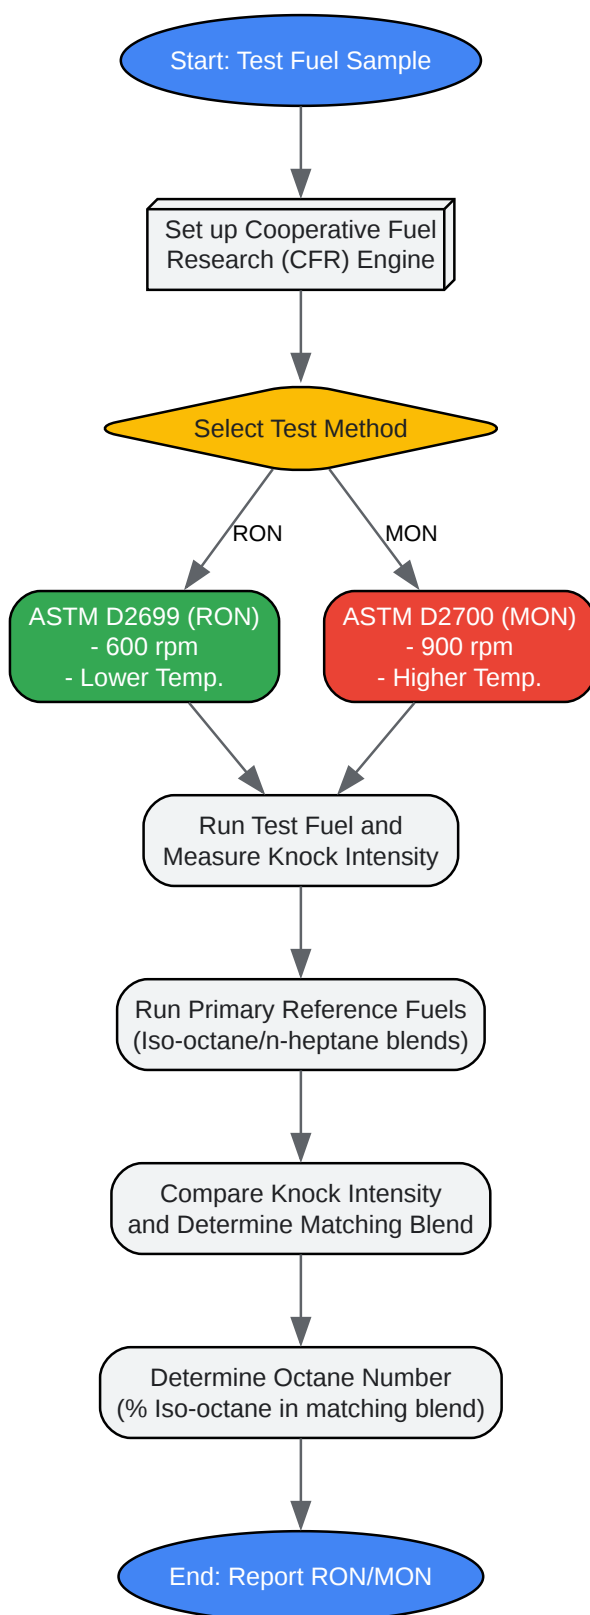 Start: Test Fuel Sample
Set up Cooperative Fuel
Research (CFR) Engine
Select Test Method
RON
MON
ASTM D2699 (RON)
- 600 rpm
- Lower Temp.
ASTM D2700 (MON)
- 900 rpm
- Higher Temp.
Run Test Fuel and
Measure Knock Intensity
Run Primary Reference Fuels
(Iso-octane/n-heptane blends)
Compare Knock Intensity
and Determine Matching Blend
Determine Octane Number
(% Iso-octane in matching blend)
End: Report RON/MON